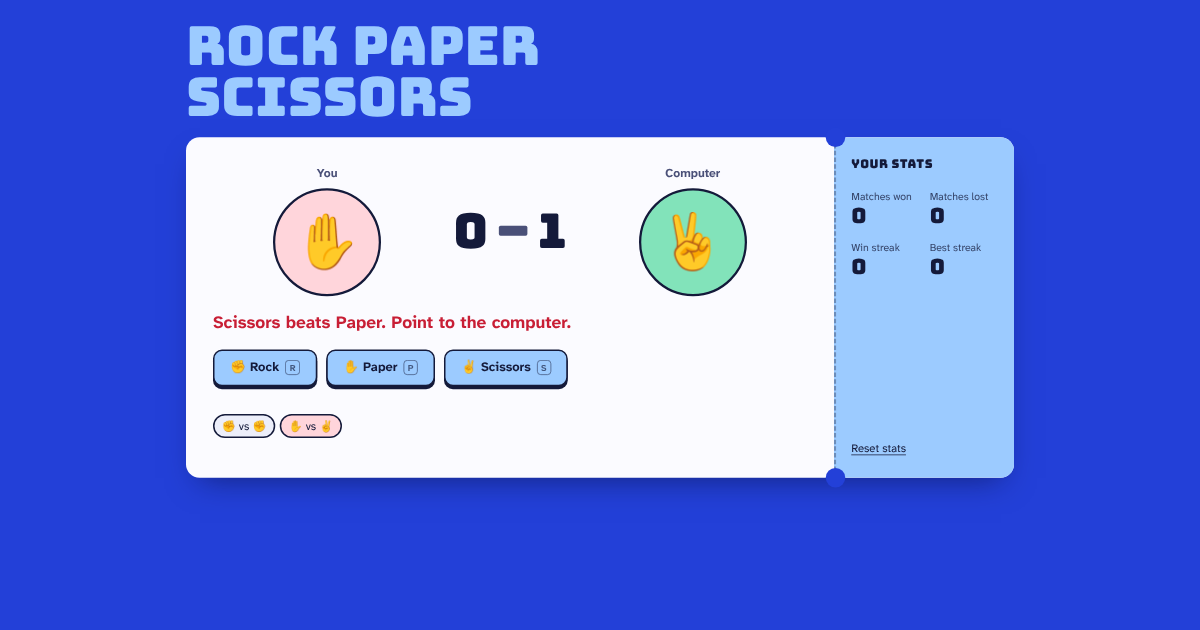 ROCK PAPER
SCISSORS
You
Computer
0 – 1
Scissors beats Paper. Point to the computer.
✊ Rock R
✋ Paper P
✌ Scissors S
✊ vs ✊
✋ vs ✌
YOUR STATS
Matches won
0
Matches lost
0
Win streak
0
Best streak
0
Reset stats